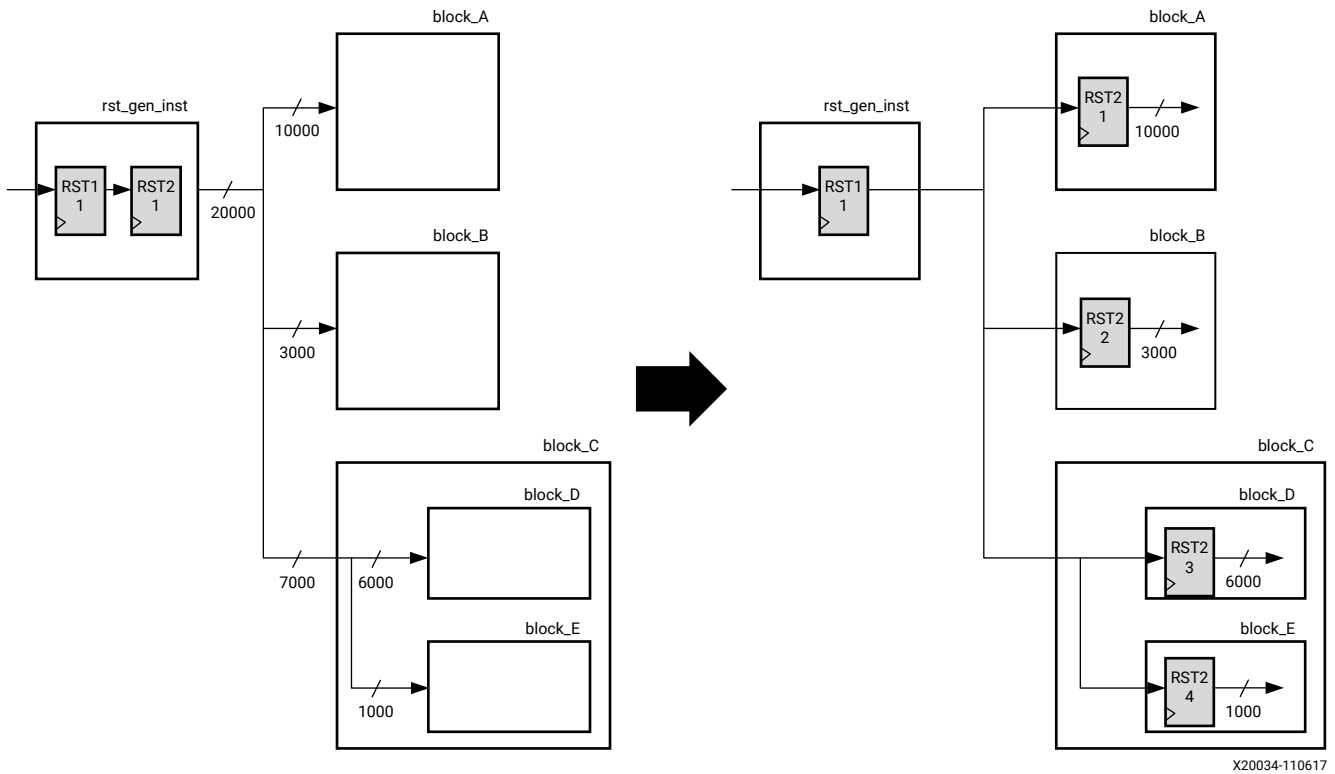 block_A
rst_gen_inst
10000
RST1
1
RST2
1
20000
block_B
3000
block_C
block_D
7000
6000
block_E
1000
block_A
rst_gen_inst
RST2
1
10000
RST1
1
block_B
RST2
2
3000
block_C
block_D
RST2
3
6000
block_E
RST2
4
1000
X20034-110617